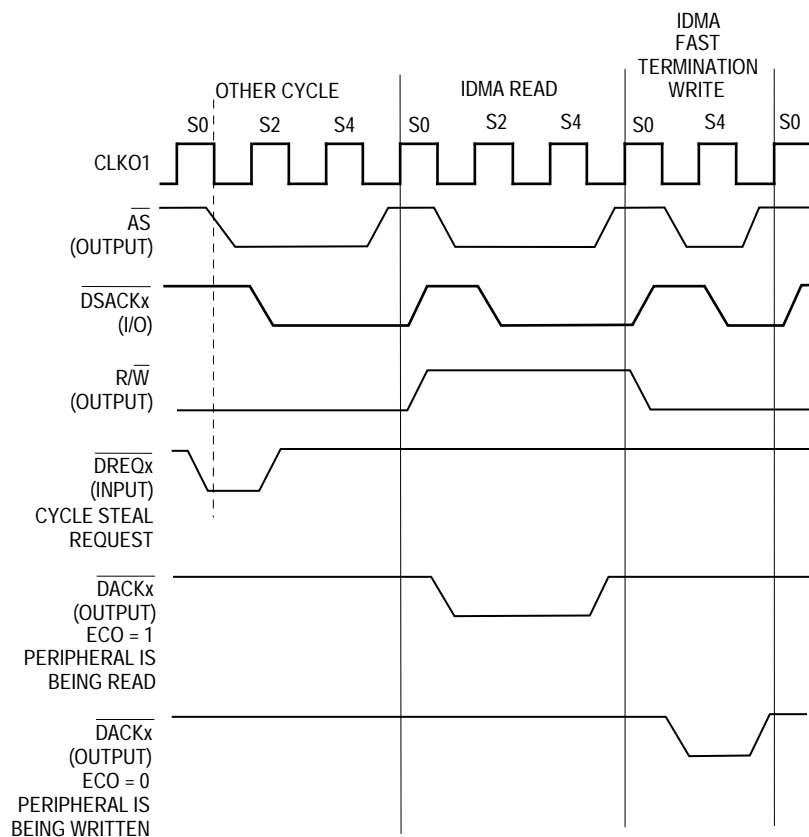 IDMA
FAST
TERMINATION
WRITE
OTHER CYCLE
IDMA READ
S0
S2
S4
S0
S2
S4
S0
S4
S0
CLKO1
AS
(OUTPUT)
DSACKx
(I/O)
R/W
(OUTPUT)
DREQx
(INPUT)
CYCLE STEAL
REQUEST
DACKx
(OUTPUT)
ECO = 1
PERIPHERAL IS
BEING READ
DACKx
(OUTPUT)
ECO = 0
PERIPHERAL IS
BEING WRITTEN